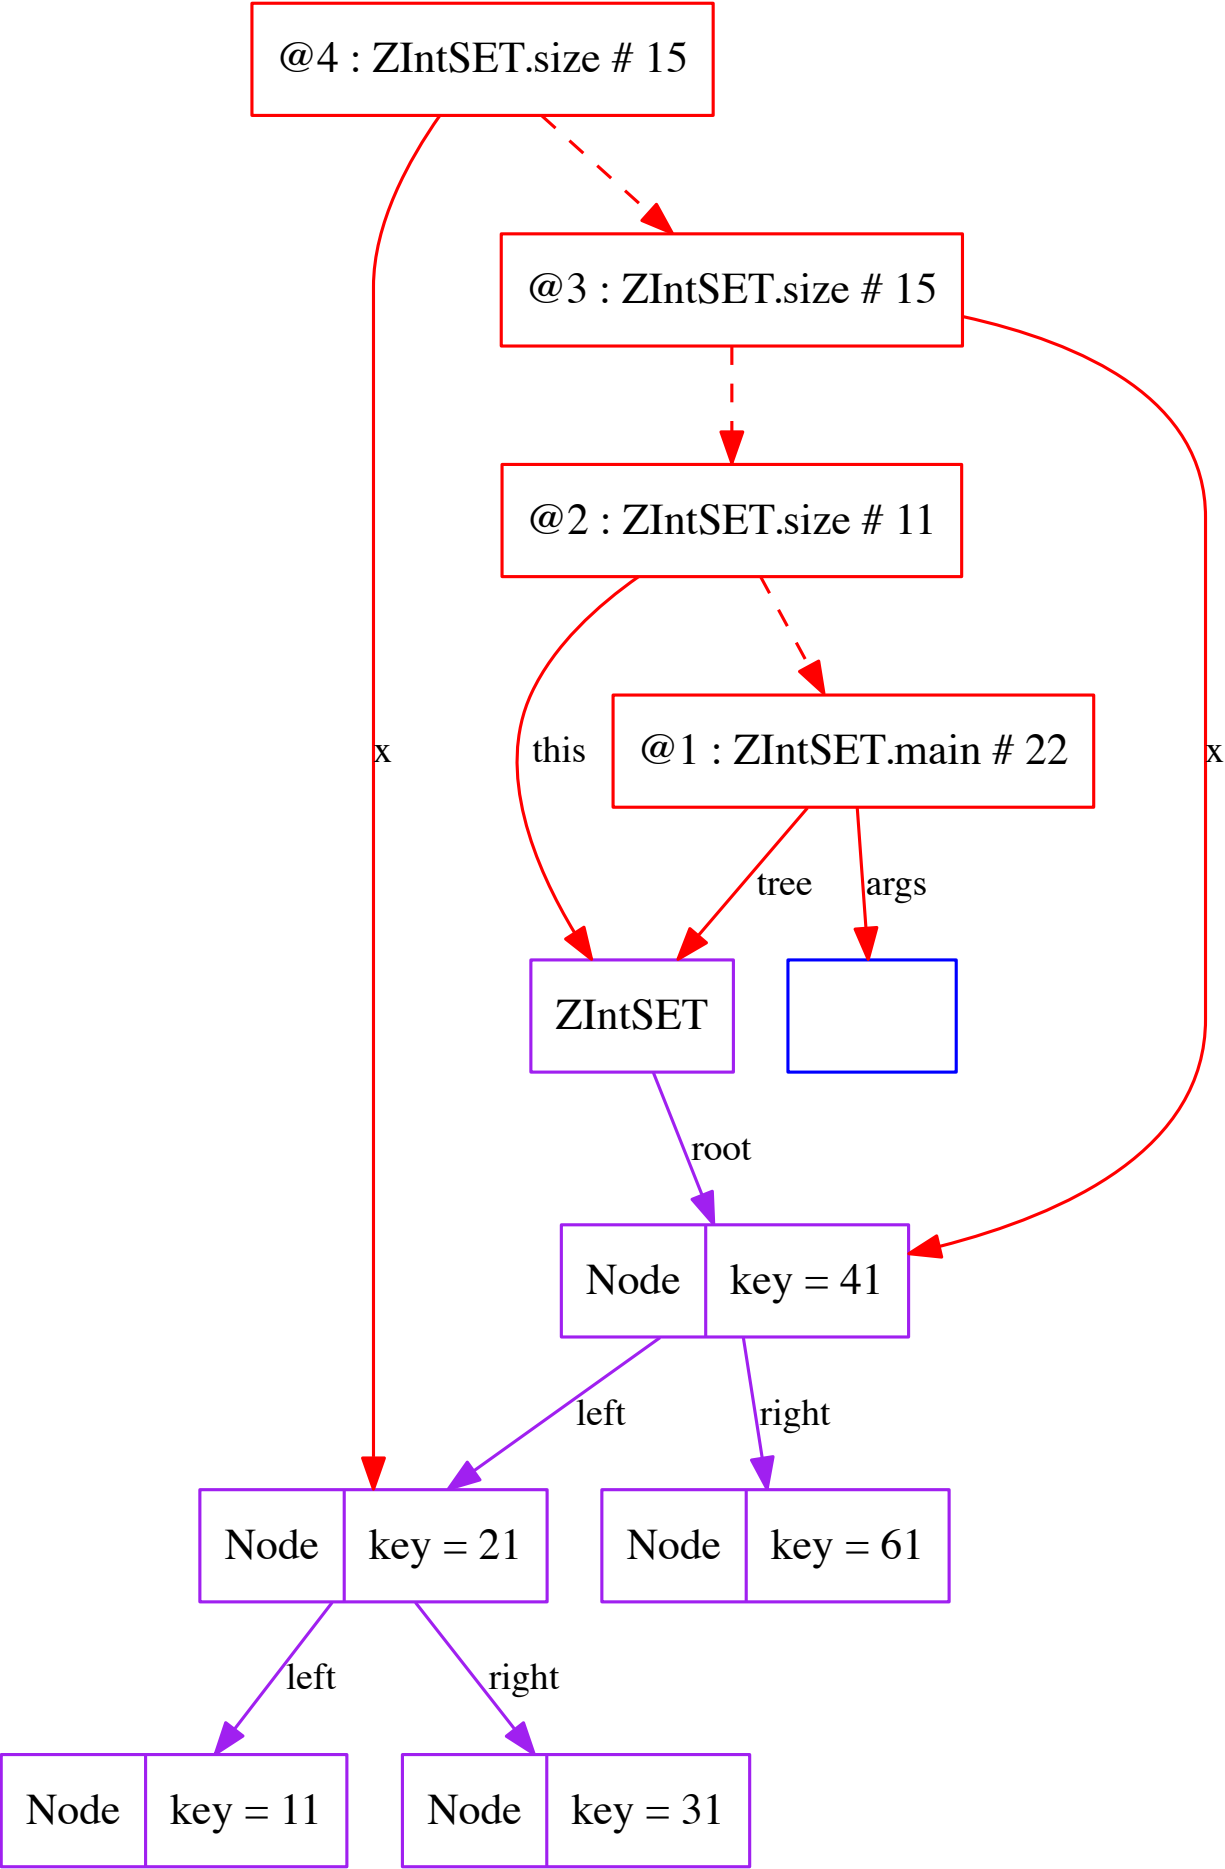 @4 : ZIntSET.size # 15
@3 : ZIntSET.size # 15
@2 : ZIntSET.size # 11
x
this
@1 : ZIntSET.main # 22
x
tree
args
ZIntSET
root
Node
key = 41
left
right
Node
key = 21
Node
key = 61
left
right
Node
key = 11
Node
key = 31